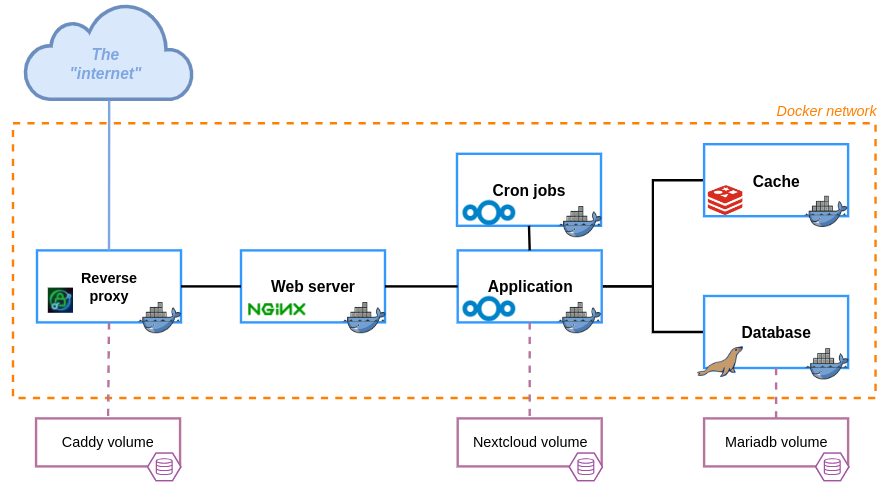 The
"internet"
Docker network
Cron jobs
Cache
Reverse
proxy
Web server
NGINX
Application
Database
Caddy volume
Nextcloud volume
Mariadb volume